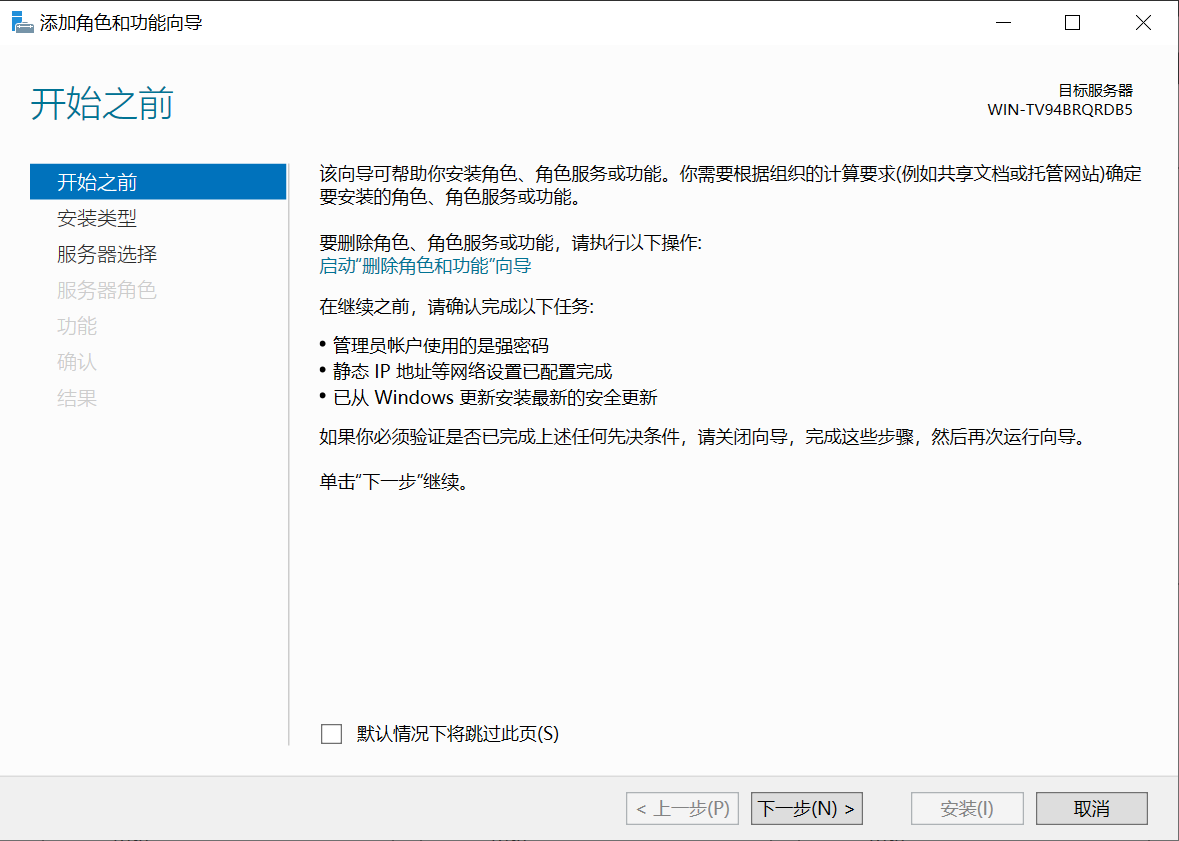 添加角色和功能向导
开始之前
目标服务器
WIN-TV94BRQRDB5
开始之前
安装类型
服务器选择
服务器角色
功能
确认
结果
该向导可帮助你安装角色、角色服务或功能。你需要根据组织的计算要求(例如共享文档或托管网站)确定
要安装的角色、角色服务或功能。
要删除角色、角色服务或功能，请执行以下操作:
启动“删除角色和功能”向导
在继续之前，请确认完成以下任务:
• 管理员帐户使用的是强密码
• 静态 IP 地址等网络设置已配置完成
• 已从 Windows 更新安装最新的安全更新
如果你必须验证是否已完成上述任何先决条件，请关闭向导，完成这些步骤，然后再次运行向导。
单击“下一步”继续。
默认情况下将跳过此页(S)
< 上一步(P)
下一步(N) >
安装(I)
取消